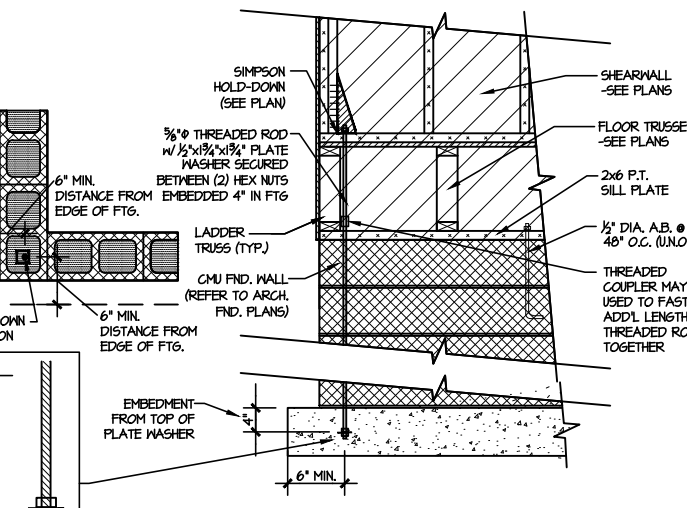 SIMPSON
HOLD-DOWN
(SEE PLAN)
5/8"Φ THREADED ROD
W/ 1/2"x1 3/4"x1 3/4" PLATE
WASHER SECURED
BETWEEN (2) HEX NUTS
EMBEDDED 4" IN FTG
LADDER
TRUSS (TYP.)
CMU FND. WALL
(REFER TO ARCH.
FND. PLANS)
EMBEDMENT
FROM TOP OF
PLATE WASHER
4"
6" MIN.
SHEARWALL
-SEE PLANS
FLOOR TRUSSE
-SEE PLANS
2x6 P.T.
SILL PLATE
1/2" DIA. A.B. @
48" O.C. (U.N.O
THREADED
COUPLER MAY
USED TO FAST
ADD'L LENGTH
THREADED RO
TOGETHER
6" MIN.
DISTANCE FROM
EDGE OF FTG.
6" MIN.
DISTANCE FROM
EDGE OF FTG.
OWN
ON